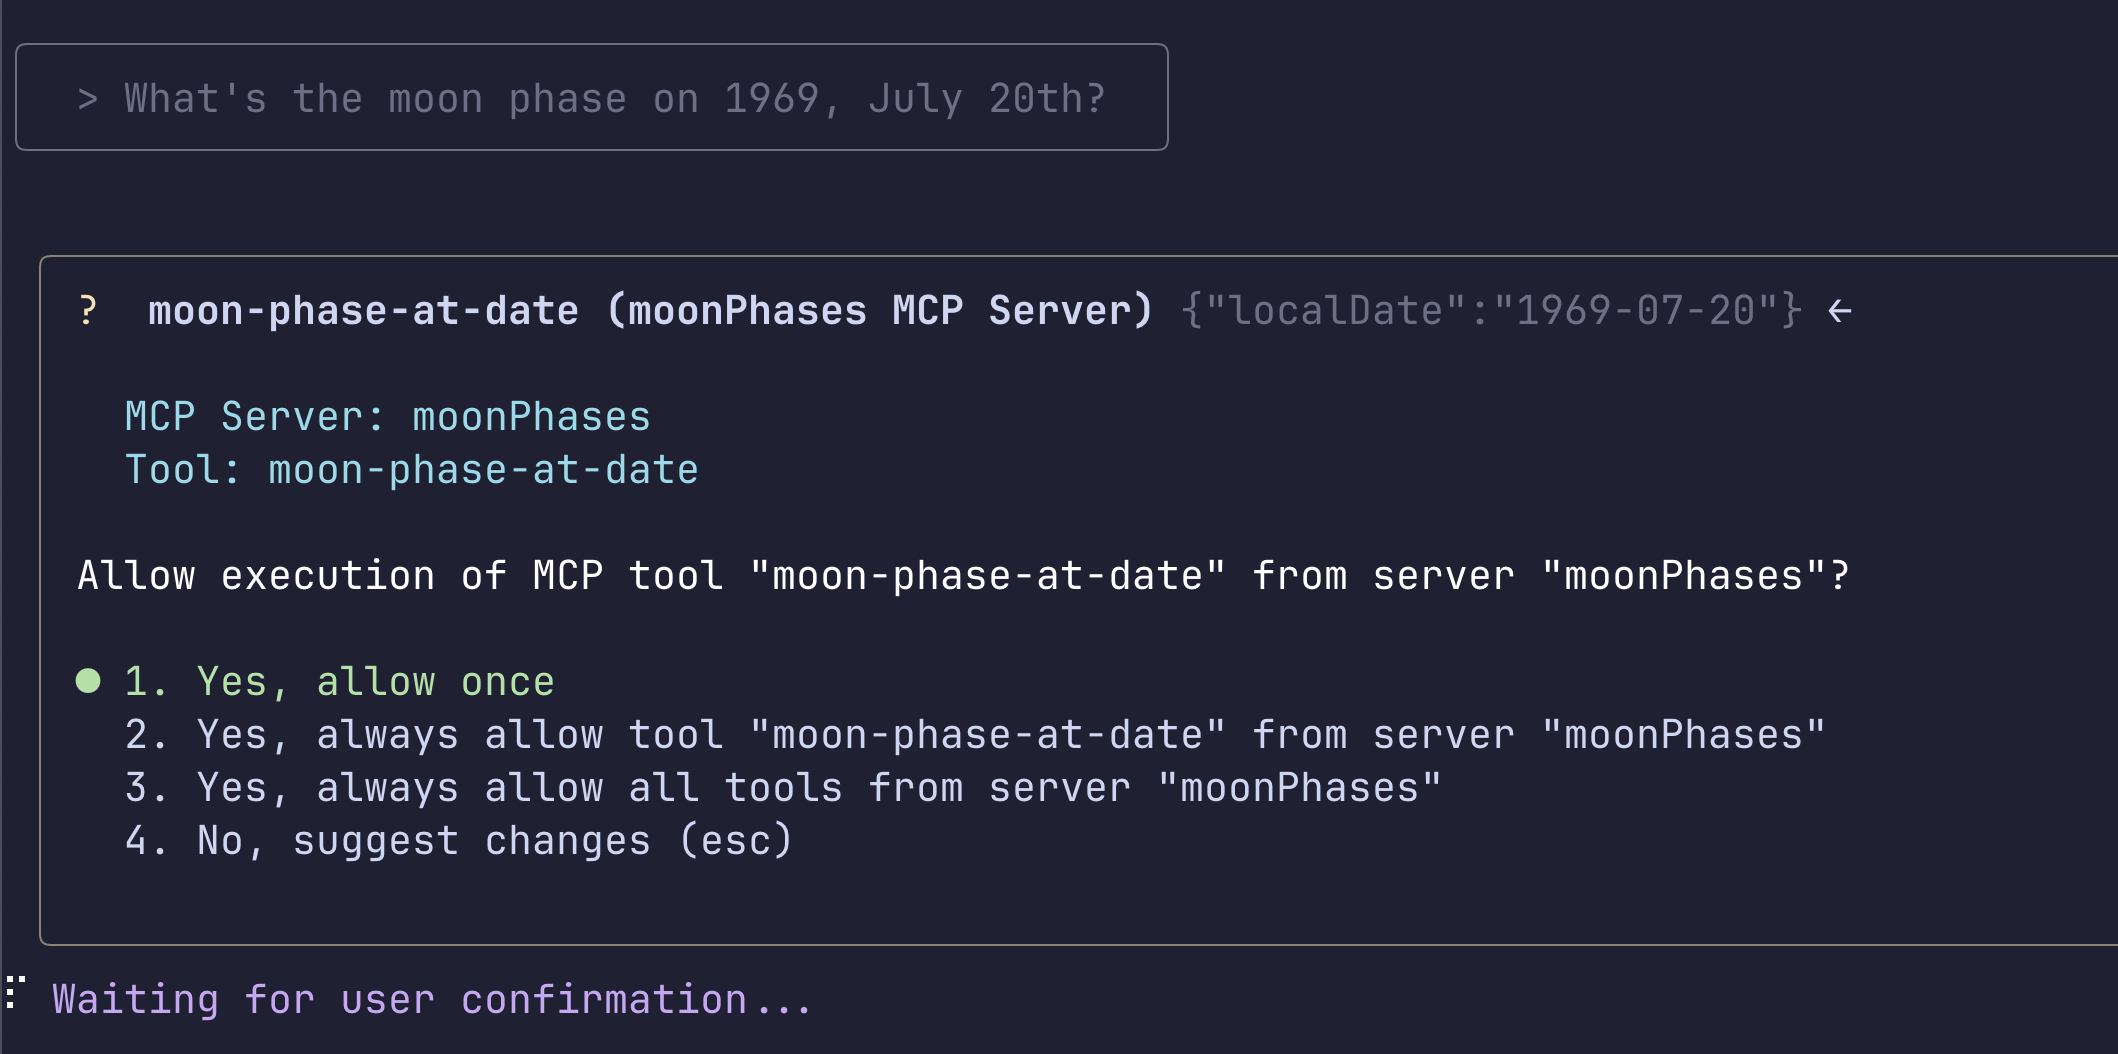 > What's the moon phase on 1969, July 20th?
? moon-phase-at-date (moonPhases MCP Server) {"localDate":"1969-07-20"} ←
MCP Server: moonPhases
Tool: moon-phase-at-date
Allow execution of MCP tool "moon-phase-at-date" from server "moonPhases"?
● 1. Yes, allow once
2. Yes, always allow tool "moon-phase-at-date" from server "moonPhases"
3. Yes, always allow all tools from server "moonPhases"
4. No, suggest changes (esc)
⠏ Waiting for user confirmation...